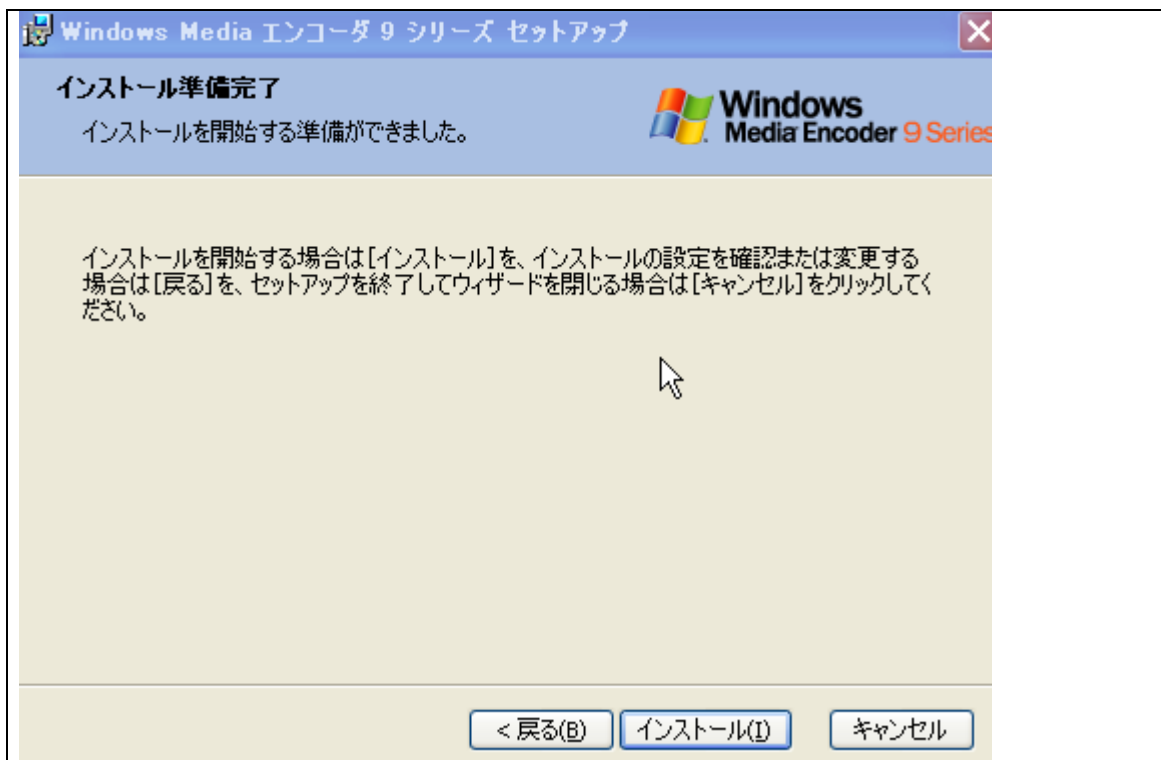 Windows Media エンコーダ 9 シリーズ セットアップ
インストール準備完了
インストールを開始する準備ができました。
Windows
Media Encoder 9 Series
インストールを開始する場合は[インストール]を、インストールの設定を確認または変更する
場合は[戻る]を、セットアップを終了してウィザードを閉じる場合は[キャンセル]をクリックしてく
ださい。
< 戻る(B)
インストール(I)
キャンセル